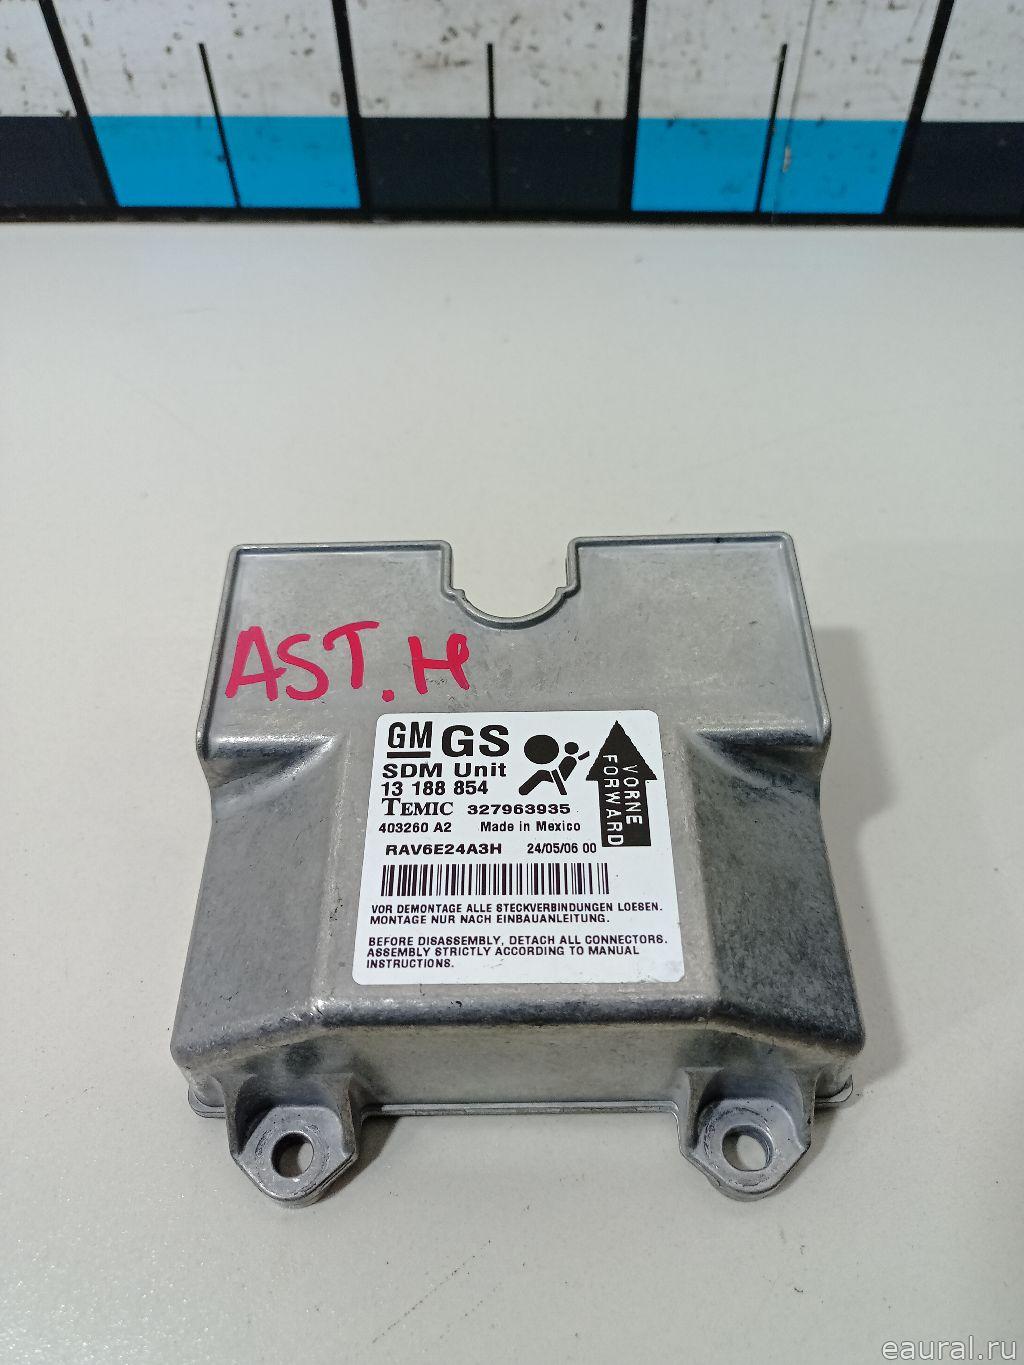 AST. H
GM GS
SDM Unit
13 188 854
TEMIC 327963935
403260 A2 Made in Mexico
RAV6E24A3H 24/05/06 00
VORNE
FORWARD
VOR DEMONTAGE ALLE STECKVERBINDUNGEN LOESEN.
MONTAGE NUR NACH EINBAUANLEITUNG.
BEFORE DISASSEMBLY, DETACH ALL CONNECTORS.
ASSEMBLY STRICTLY ACCORDING TO MANUAL
INSTRUCTIONS.
eaural.ru